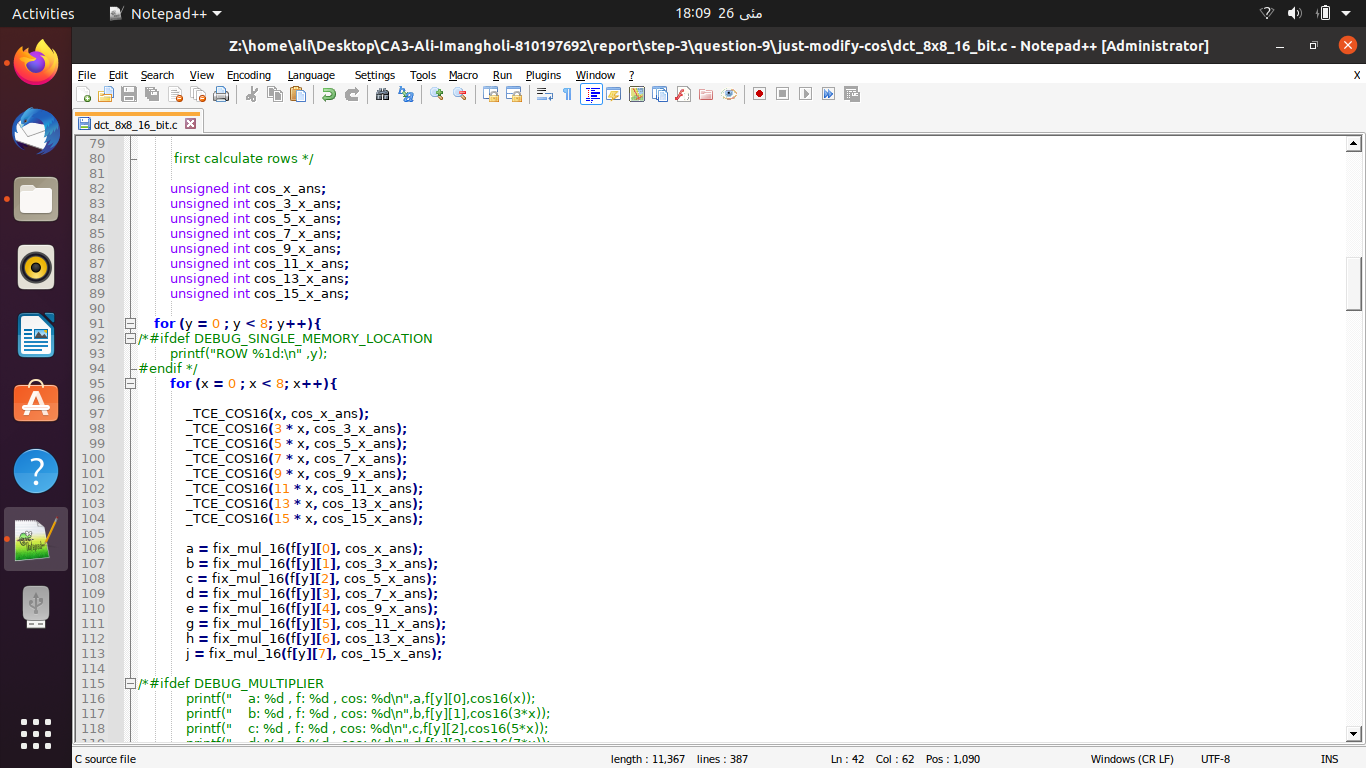 Activities Notepad++ 18:09 26 مئی
Z:\home\ali\Desktop\CA3-Ali-Imangholi-810197692\report\step-3\question-9\just-modify-cos\dct_8x8_16_bit.c - Notepad++ [Administrator]
File Edit Search View Encoding Language Settings Tools Macro Run Plugins Window ? X
dct_8x8_16_bit.c
79
80 first calculate rows */
81
82 unsigned int cos_x_ans;
83 unsigned int cos_3_x_ans;
84 unsigned int cos_5_x_ans;
85 unsigned int cos_7_x_ans;
86 unsigned int cos_9_x_ans;
87 unsigned int cos_11_x_ans;
88 unsigned int cos_13_x_ans;
89 unsigned int cos_15_x_ans;
90
91 for (y = 0 ; y < 8; y++){
92 /*#ifdef DEBUG_SINGLE_MEMORY_LOCATION
93 printf("ROW %1d:\n" ,y);
94 #endif */
95 for (x = 0 ; x < 8; x++){
96
97 _TCE_COS16(x, cos_x_ans);
98 _TCE_COS16(3 * x, cos_3_x_ans);
99 _TCE_COS16(5 * x, cos_5_x_ans);
100 _TCE_COS16(7 * x, cos_7_x_ans);
101 _TCE_COS16(9 * x, cos_9_x_ans);
102 _TCE_COS16(11 * x, cos_11_x_ans);
103 _TCE_COS16(13 * x, cos_13_x_ans);
104 _TCE_COS16(15 * x, cos_15_x_ans);
105
106 a = fix_mul_16(f[y][0], cos_x_ans);
107 b = fix_mul_16(f[y][1], cos_3_x_ans);
108 c = fix_mul_16(f[y][2], cos_5_x_ans);
109 d = fix_mul_16(f[y][3], cos_7_x_ans);
110 e = fix_mul_16(f[y][4], cos_9_x_ans);
111 g = fix_mul_16(f[y][5], cos_11_x_ans);
112 h = fix_mul_16(f[y][6], cos_13_x_ans);
113 j = fix_mul_16(f[y][7], cos_15_x_ans);
114
115 /*#ifdef DEBUG_MULTIPLIER
116 printf(" a: %d , f: %d , cos: %d\n",a,f[y][0],cos16(x));
117 printf(" b: %d , f: %d , cos: %d\n",b,f[y][1],cos16(3*x));
118 printf(" c: %d , f: %d , cos: %d\n",c,f[y][2],cos16(5*x));
C source file length : 11,367 lines : 387 Ln : 42 Col : 62 Pos : 1,090 Windows (CR LF) UTF-8 INS